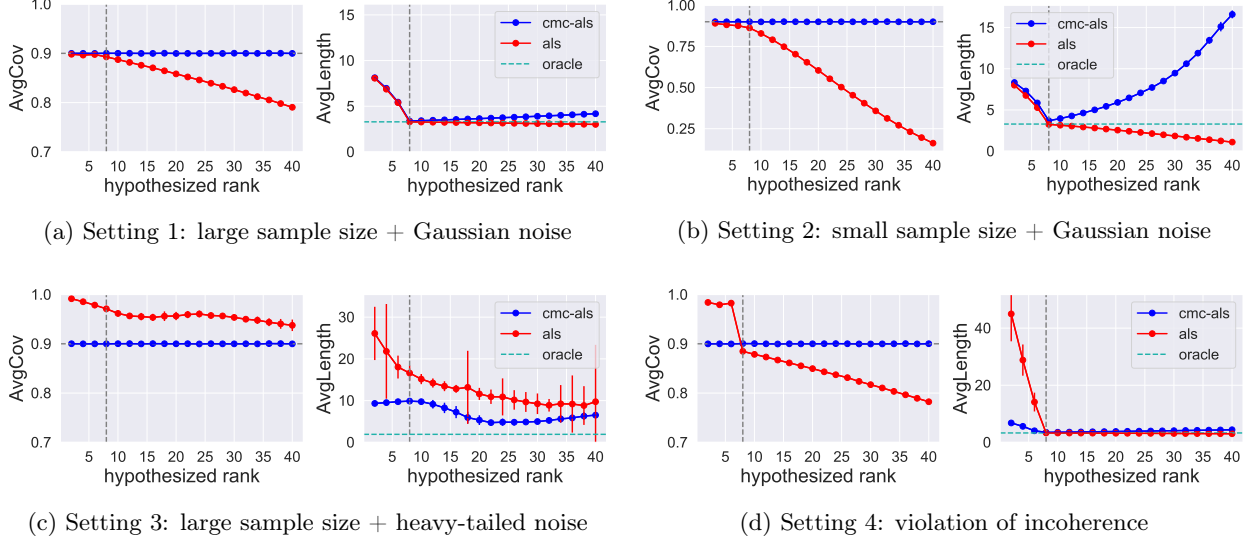 1.0
0.9
0.8
0.7
AvgCov
5 10 15 20 25 30 35 40
hypothesized rank
15
10
5
0
AvgLength
cmc-als
als
oracle
5 10 15 20 25 30 35 40
hypothesized rank
(a) Setting 1: large sample size + Gaussian noise
1.00
0.75
0.50
0.25
AvgCov
5 10 15 20 25 30 35 40
hypothesized rank
15
10
5
0
AvgLength
cmc-als
als
oracle
5 10 15 20 25 30 35 40
hypothesized rank
(b) Setting 2: small sample size + Gaussian noise
1.0
0.9
0.8
0.7
AvgCov
5 10 15 20 25 30 35 40
hypothesized rank
30
20
10
0
AvgLength
cmc-als
als
oracle
5 10 15 20 25 30 35 40
hypothesized rank
(c) Setting 3: large sample size + heavy-tailed noise
1.0
0.9
0.8
0.7
AvgCov
5 10 15 20 25 30 35 40
hypothesized rank
40
20
0
AvgLength
cmc-als
als
oracle
5 10 15 20 25 30 35 40
hypothesized rank
(d) Setting 4: violation of incoherence